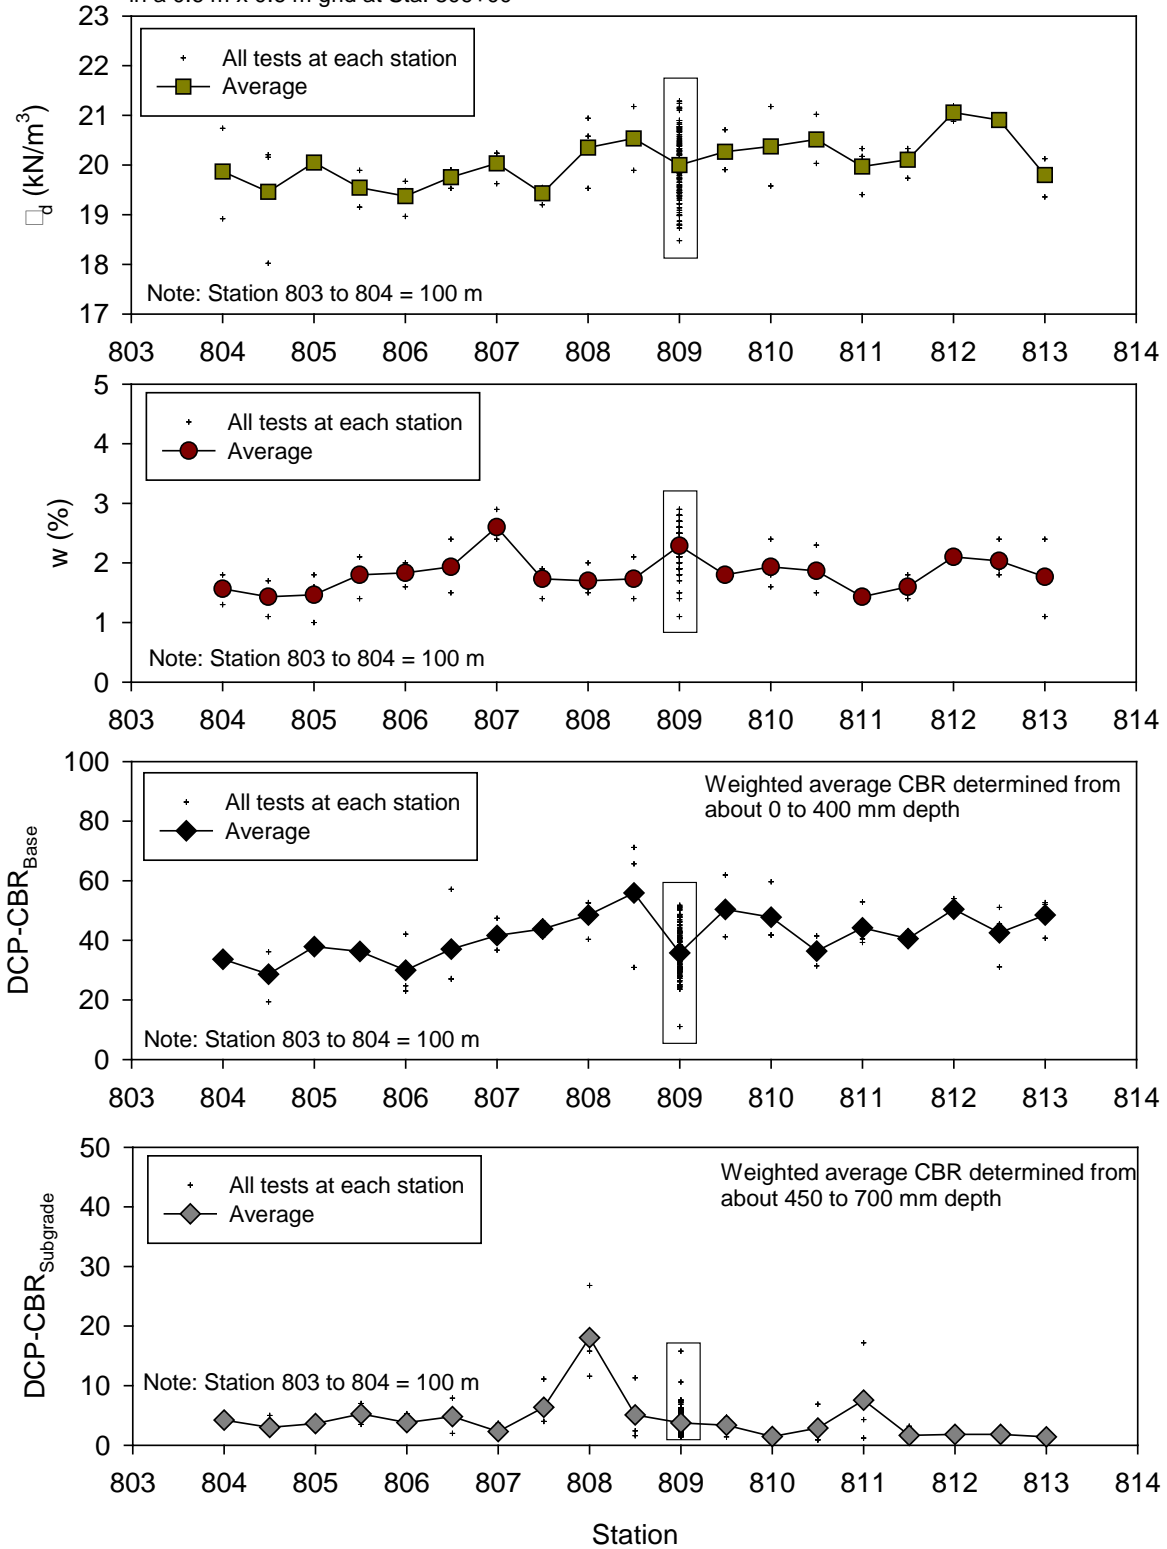 23
All tests at each station
Average
22
21
20
19
18
17
□d (kN/m3)
Note: Station 803 to 804 = 100 m
803 804 805 806 807 808 809 810 811 812 813 814
5
All tests at each station
Average
4
3
2
1
0
w (%)
Note: Station 803 to 804 = 100 m
803 804 805 806 807 808 809 810 811 812 813 814
100
All tests at each station
Average
Weighted average CBR determined from
about 0 to 400 mm depth
80
60
40
20
0
DCP-CBRBase
Note: Station 803 to 804 = 100 m
803 804 805 806 807 808 809 810 811 812 813 814
50
All tests at each station
Average
Weighted average CBR determined from
about 450 to 700 mm depth
40
30
20
10
0
DCP-CBRSubgrade
Note: Station 803 to 804 = 100 m
803 804 805 806 807 808 809 810 811 812 813 814
Station